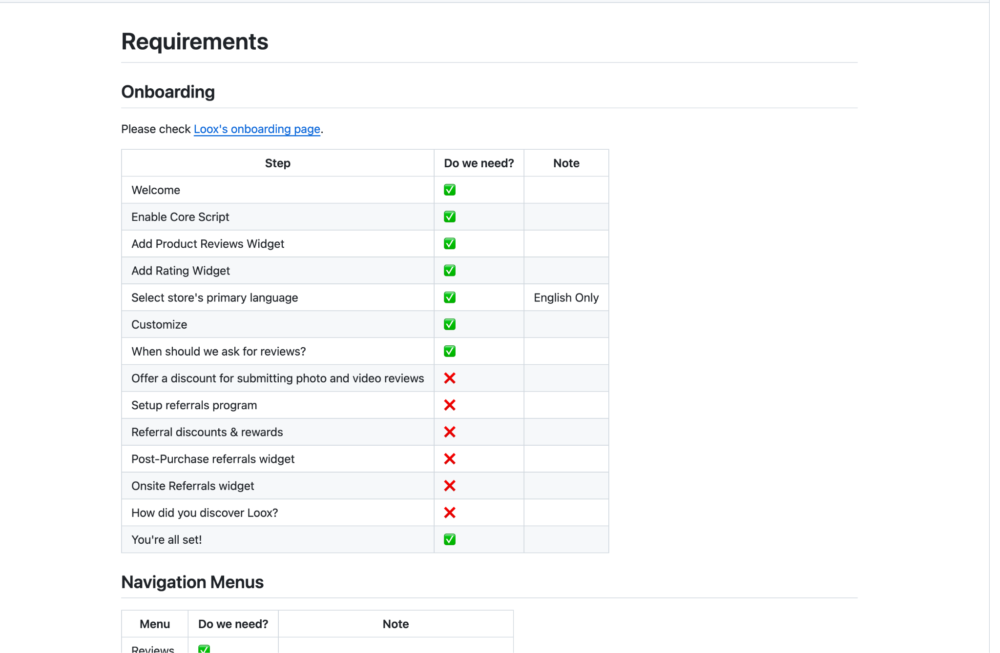 Requirements
Onboarding
Please check Loox's onboarding page.
Step Do we need? Note
Welcome ✅
Enable Core Script ✅
Add Product Reviews Widget ✅
Add Rating Widget ✅
Select store's primary language ✅ English Only
Customize ✅
When should we ask for reviews? ✅
Offer a discount for submitting photo and video reviews ❌
Setup referrals program ❌
Referral discounts & rewards ❌
Post-Purchase referrals widget ❌
Onsite Referrals widget ❌
How did you discover Loox? ❌
You're all set! ✅
Navigation Menus
Menu Do we need? Note
Reviews ✅